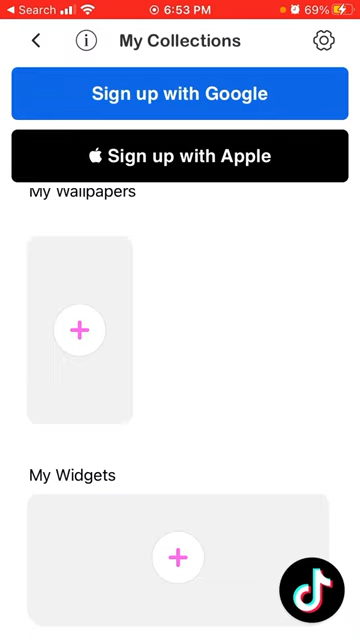 Search
6:53 PM
69%
My Collections
Sign up with Google
Sign up with Apple
My Wallpapers
My Widgets